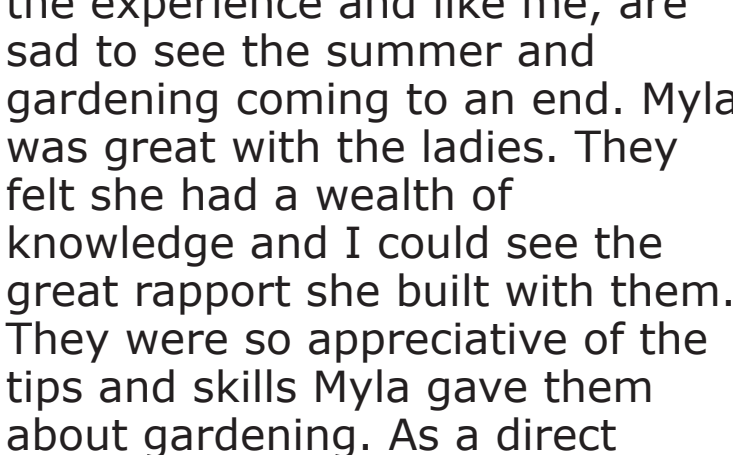 the experience and like me, are
sad to see the summer and
gardening coming to an end. Myla
was great with the ladies. They
felt she had a wealth of
knowledge and I could see the
great rapport she built with them.
They were so appreciative of the
tips and skills Myla gave them
about gardening. As a direct